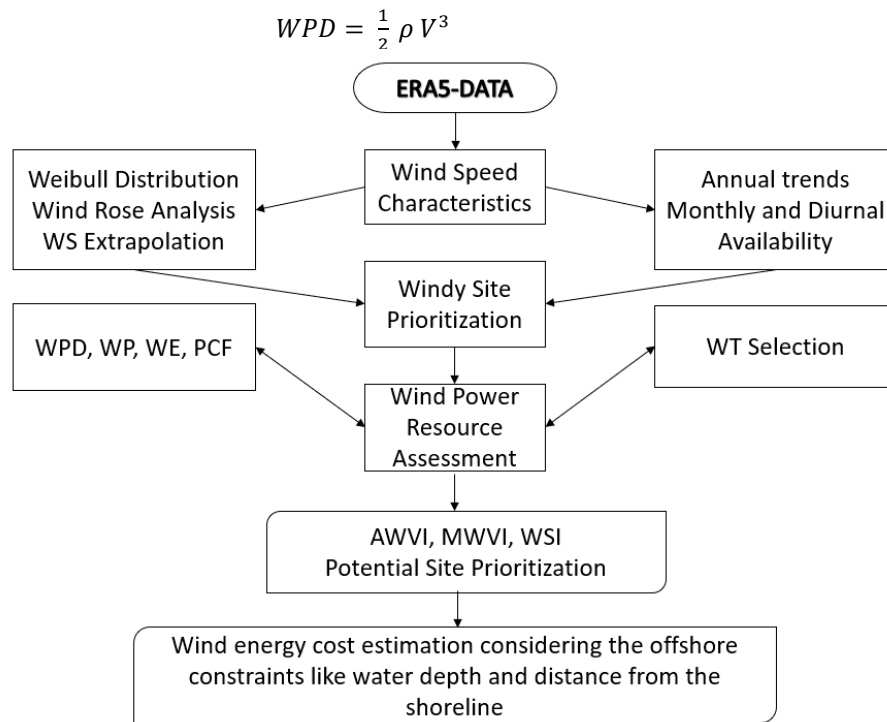 WPD = 1/2 ρ V³
ERA5-DATA
Wind Speed
Characteristics
Weibull Distribution
Wind Rose Analysis
WS Extrapolation
Annual trends
Monthly and Diurnal
Availability
Windy Site
Prioritization
WPD, WP, WE, PCF
WT Selection
Wind Power
Resource
Assessment
AWVI, MWVI, WSI
Potential Site Prioritization
Wind energy cost estimation considering the offshore
constraints like water depth and distance from the
shoreline